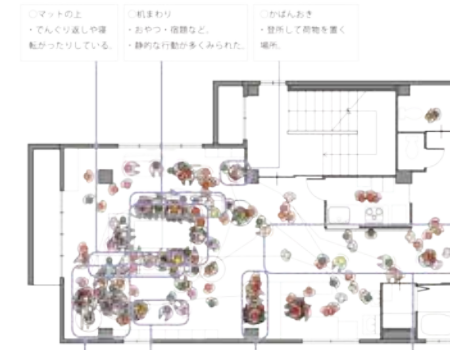 〇マットの上
・でんぐり返しや寝
転がったりしている。
〇机まわり
・おやつ・宿題など、
・静的な行動が多くみられた。
〇かばんおき
・登所して荷物を置く
場所。